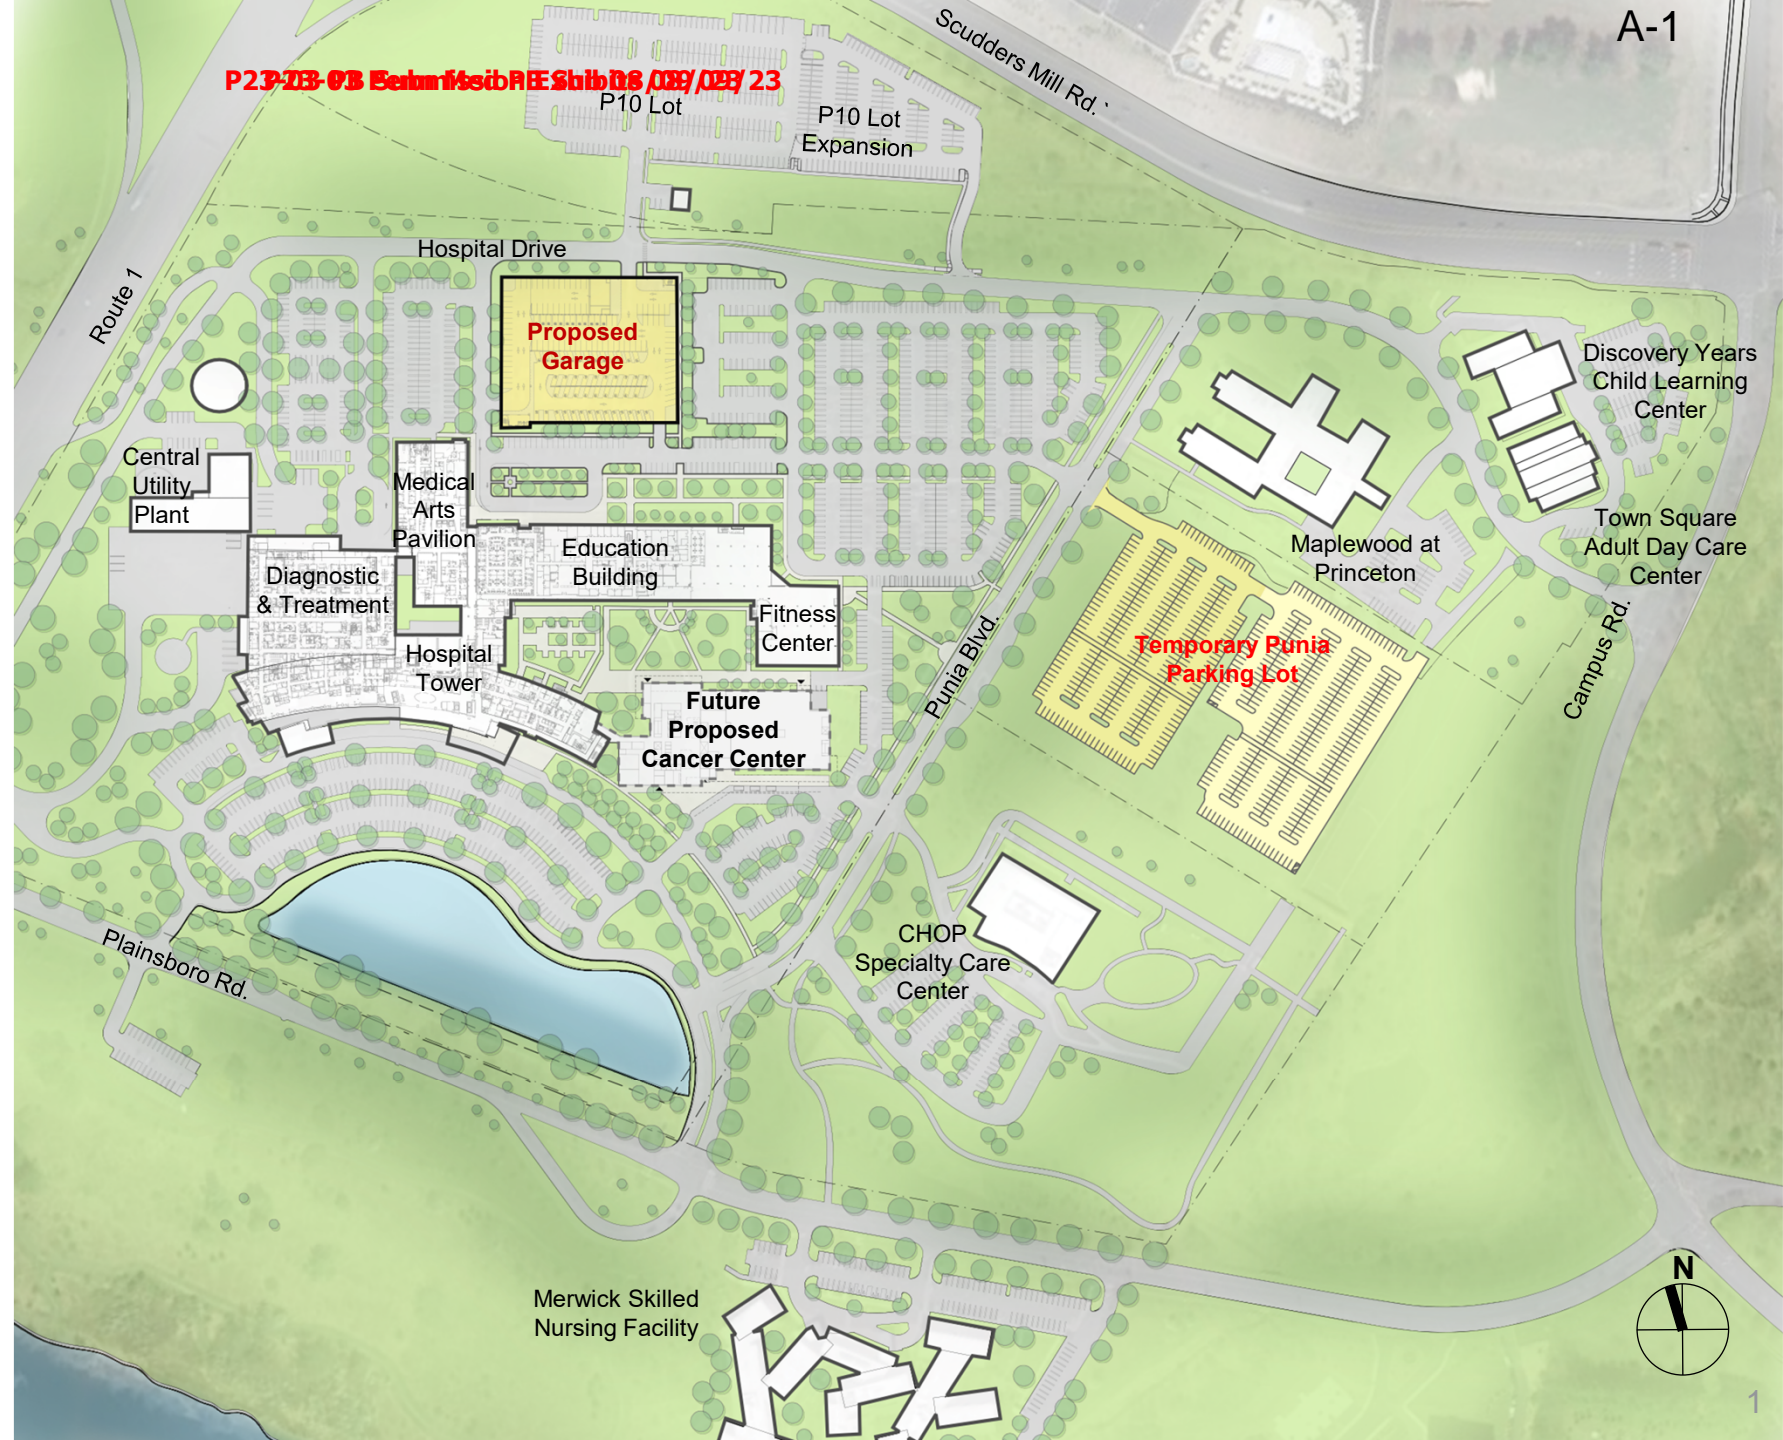 A-1
Scudders Mill Rd.
P10 Lot
P10 Lot
Expansion
Hospital Drive
Route 1
Proposed
Garage
Discovery Years
Child Learning
Center
Central
Utility
Plant
Medical
Arts
Pavilion
Education
Building
Diagnostic
& Treatment
Fitness
Center
Hospital
Tower
Future
Proposed
Cancer Center
Punia Blvd.
Temporary Punia
Parking Lot
Maplewood at
Princeton
Town Square
Adult Day Care
Center
Campus Rd.
CHOP
Specialty Care
Center
Plainsboro Rd.
Merwick Skilled
Nursing Facility
N
1